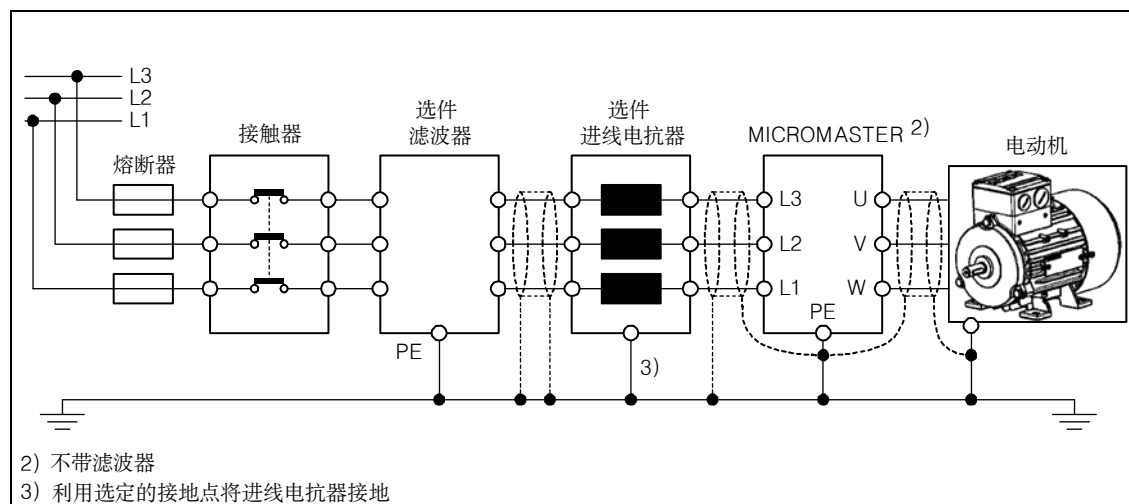 L3
L2
L1
熔断器
接触器
选件
滤波器
选件
进线电抗器
MICROMASTER 2)
电动机
L3
L2
L1
U
V
W
PE
PE
3)
2) 不带滤波器
3) 利用选定的接地点将进线电抗器接地